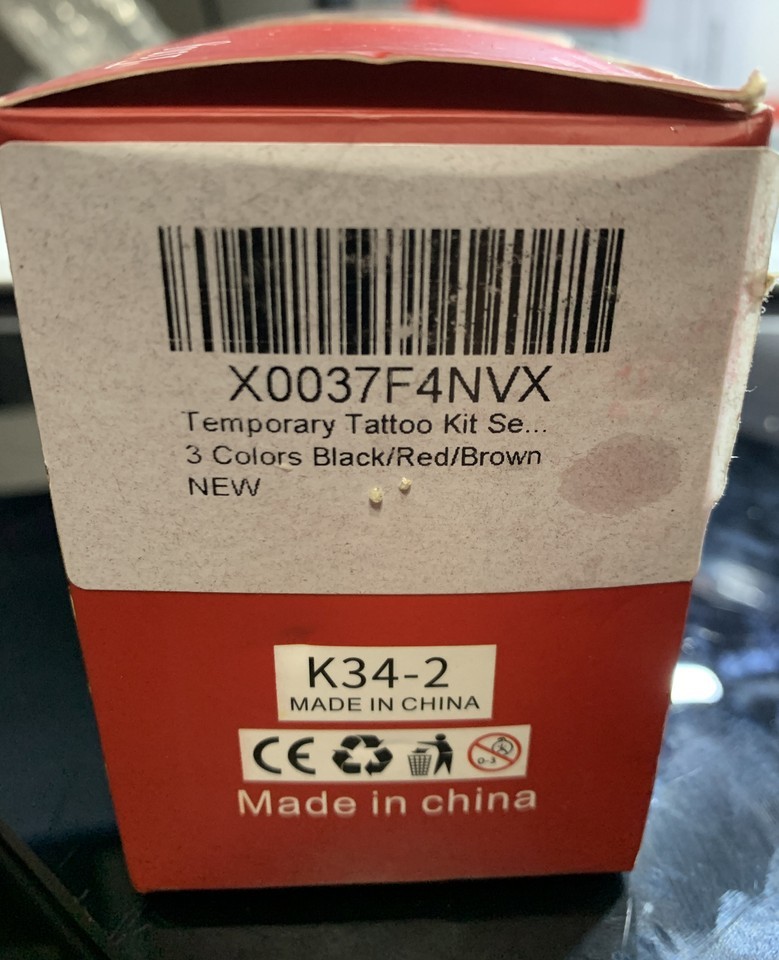 X0037F4NVX
Temporary Tattoo Kit Se...
3 Colors Black/Red/Brown
NEW
K34-2
MADE IN CHINA
CE
0-3
Made in china